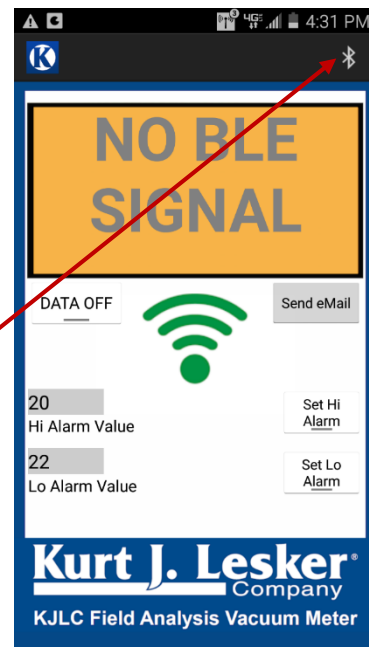 4G 4:31 PM
K
NO BLE
SIGNAL
DATA OFF
Send eMail
20
Hi Alarm Value
Set Hi
Alarm
22
Lo Alarm Value
Set Lo
Alarm
Kurt J. Lesker®
Company
KJLC Field Analysis Vacuum Meter